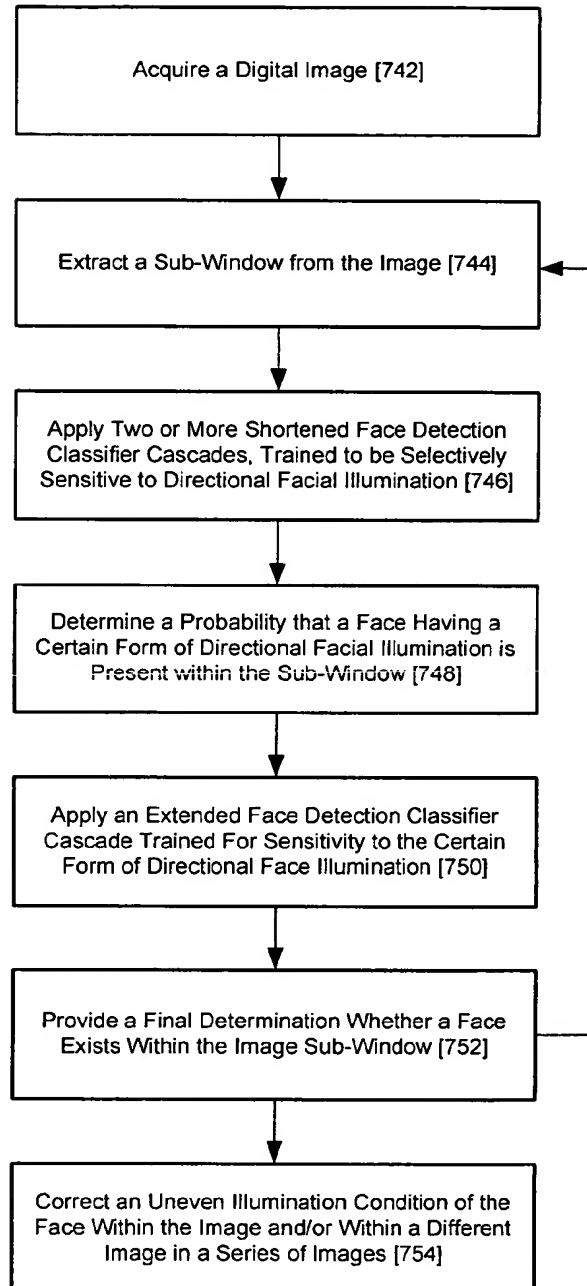 Acquire a Digital Image [742]
Extract a Sub-Window from the Image [744]
Apply Two or More Shortened Face Detection
Classifier Cascades, Trained to be Selectively
Sensitive to Directional Facial Illumination [746]
Determine a Probability that a Face Having a
Certain Form of Directional Facial Illumination is
Present within the Sub-Window [748]
Apply an Extended Face Detection Classifier
Cascade Trained For Sensitivity to the Certain
Form of Directional Face Illumination [750]
Provide a Final Determination Whether a Face
Exists Within the Image Sub-Window [752]
Correct an Uneven Illumination Condition of the
Face Within the Image and/or Within a Different
Image in a Series of Images [754]